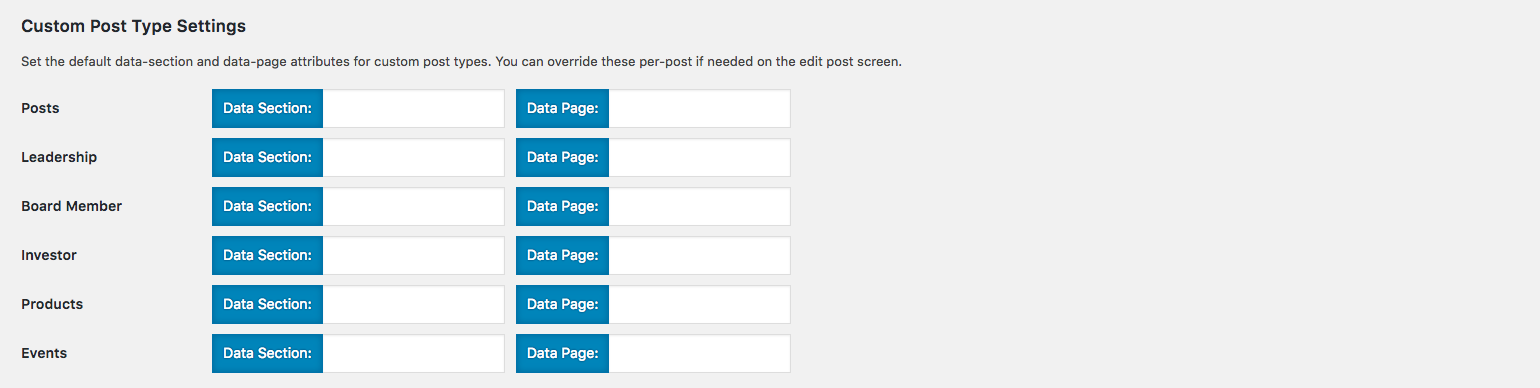 Custom Post Type Settings
Set the default data-section and data-page attributes for custom post types. You can override these per-post if needed on the edit post screen.
Posts Data Section: Data Page:
Leadership Data Section: Data Page:
Board Member Data Section: Data Page:
Investor Data Section: Data Page:
Products Data Section: Data Page:
Events Data Section: Data Page: